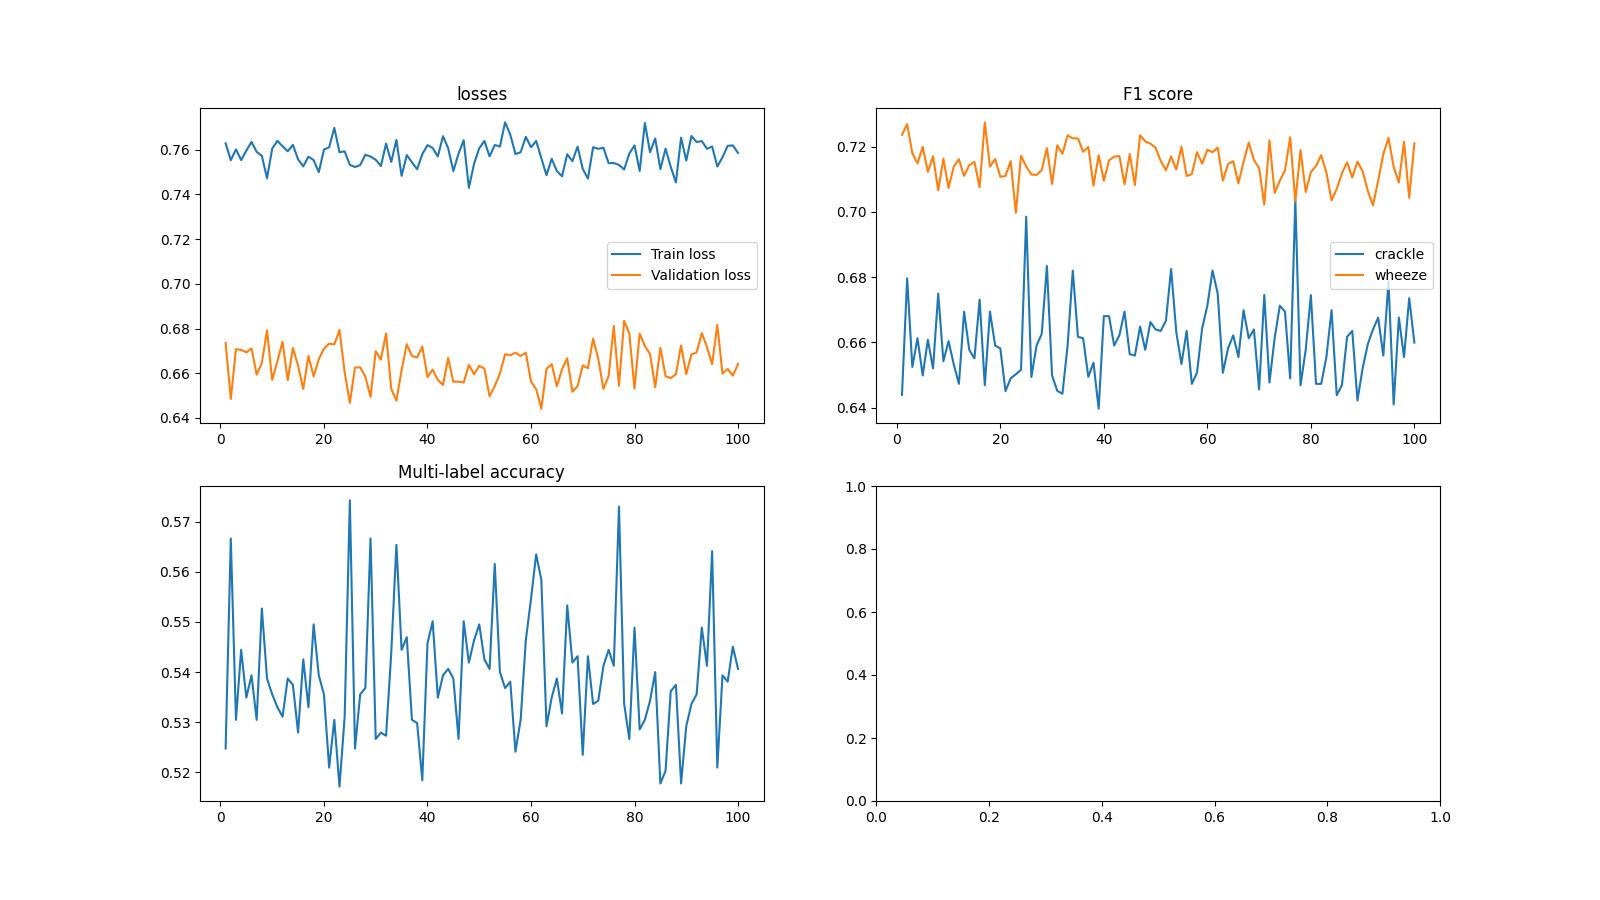 losses
0.76
0.74
0.72
0.70
0.68
0.66
0.64
0 20 40 60 80 100
Train loss
Validation loss
F1 score
0.72
0.70
0.68
0.66
0.64
0 20 40 60 80 100
crackle
wheeze
Multi-label accuracy
0.57
0.56
0.55
0.54
0.53
0.52
0 20 40 60 80 100
1.0
0.8
0.6
0.4
0.2
0.0
0.0 0.2 0.4 0.6 0.8 1.0